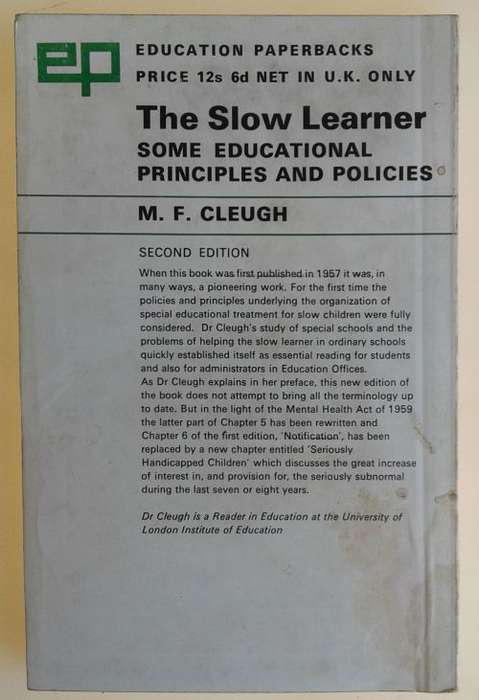 ep
EDUCATION PAPERBACKS
PRICE 12s 6d NET IN U.K. ONLY
The Slow Learner
SOME EDUCATIONAL
PRINCIPLES AND POLICIES
M. F. CLEUGH
SECOND EDITION
When this book was first published in 1957 it was, in
many ways, a pioneering work. For the first time the
policies and principles underlying the organization of
special educational treatment for slow children were fully
considered. Dr Cleugh's study of special schools and the
problems of helping the slow learner in ordinary schools
quickly established itself as essential reading for students
and also for administrators in Education Offices.
As Dr Cleugh explains in her preface, this new edition of
the book does not attempt to bring all the terminology up
to date. But in the light of the Mental Health Act of 1959
the latter part of Chapter 5 has been rewritten and
Chapter 6 of the first edition, 'Notification', has been
replaced by a new chapter entitled 'Seriously
Handicapped Children' which discusses the great increase
of interest in, and provision for, the seriously subnormal
during the last seven or eight years.
Dr Cleugh is a Reader in Education at the University of
London Institute of Education